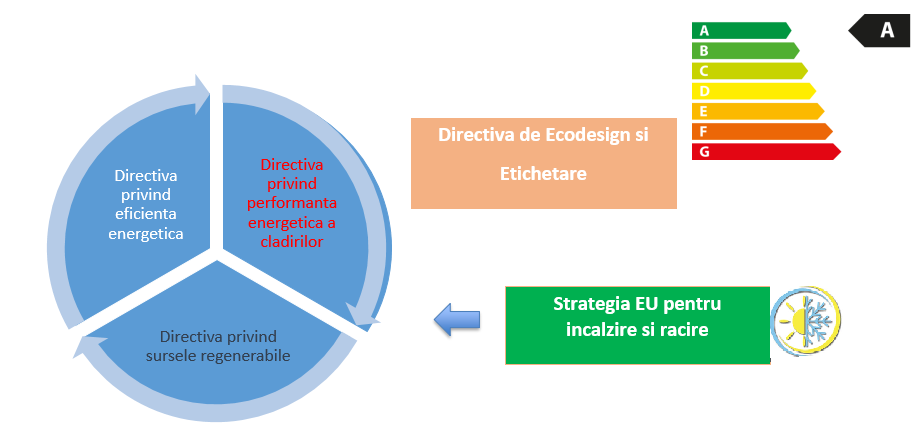 A
B
C
D
E
F
G
A
Directiva
privind
eficienta
energetica
Directiva
privind
performanta
energetica a
cladirilor
Directiva privind
sursele regenerabile
Directiva de Ecodesign si
Etichetare
Strategia EU pentru
incalzire si racire